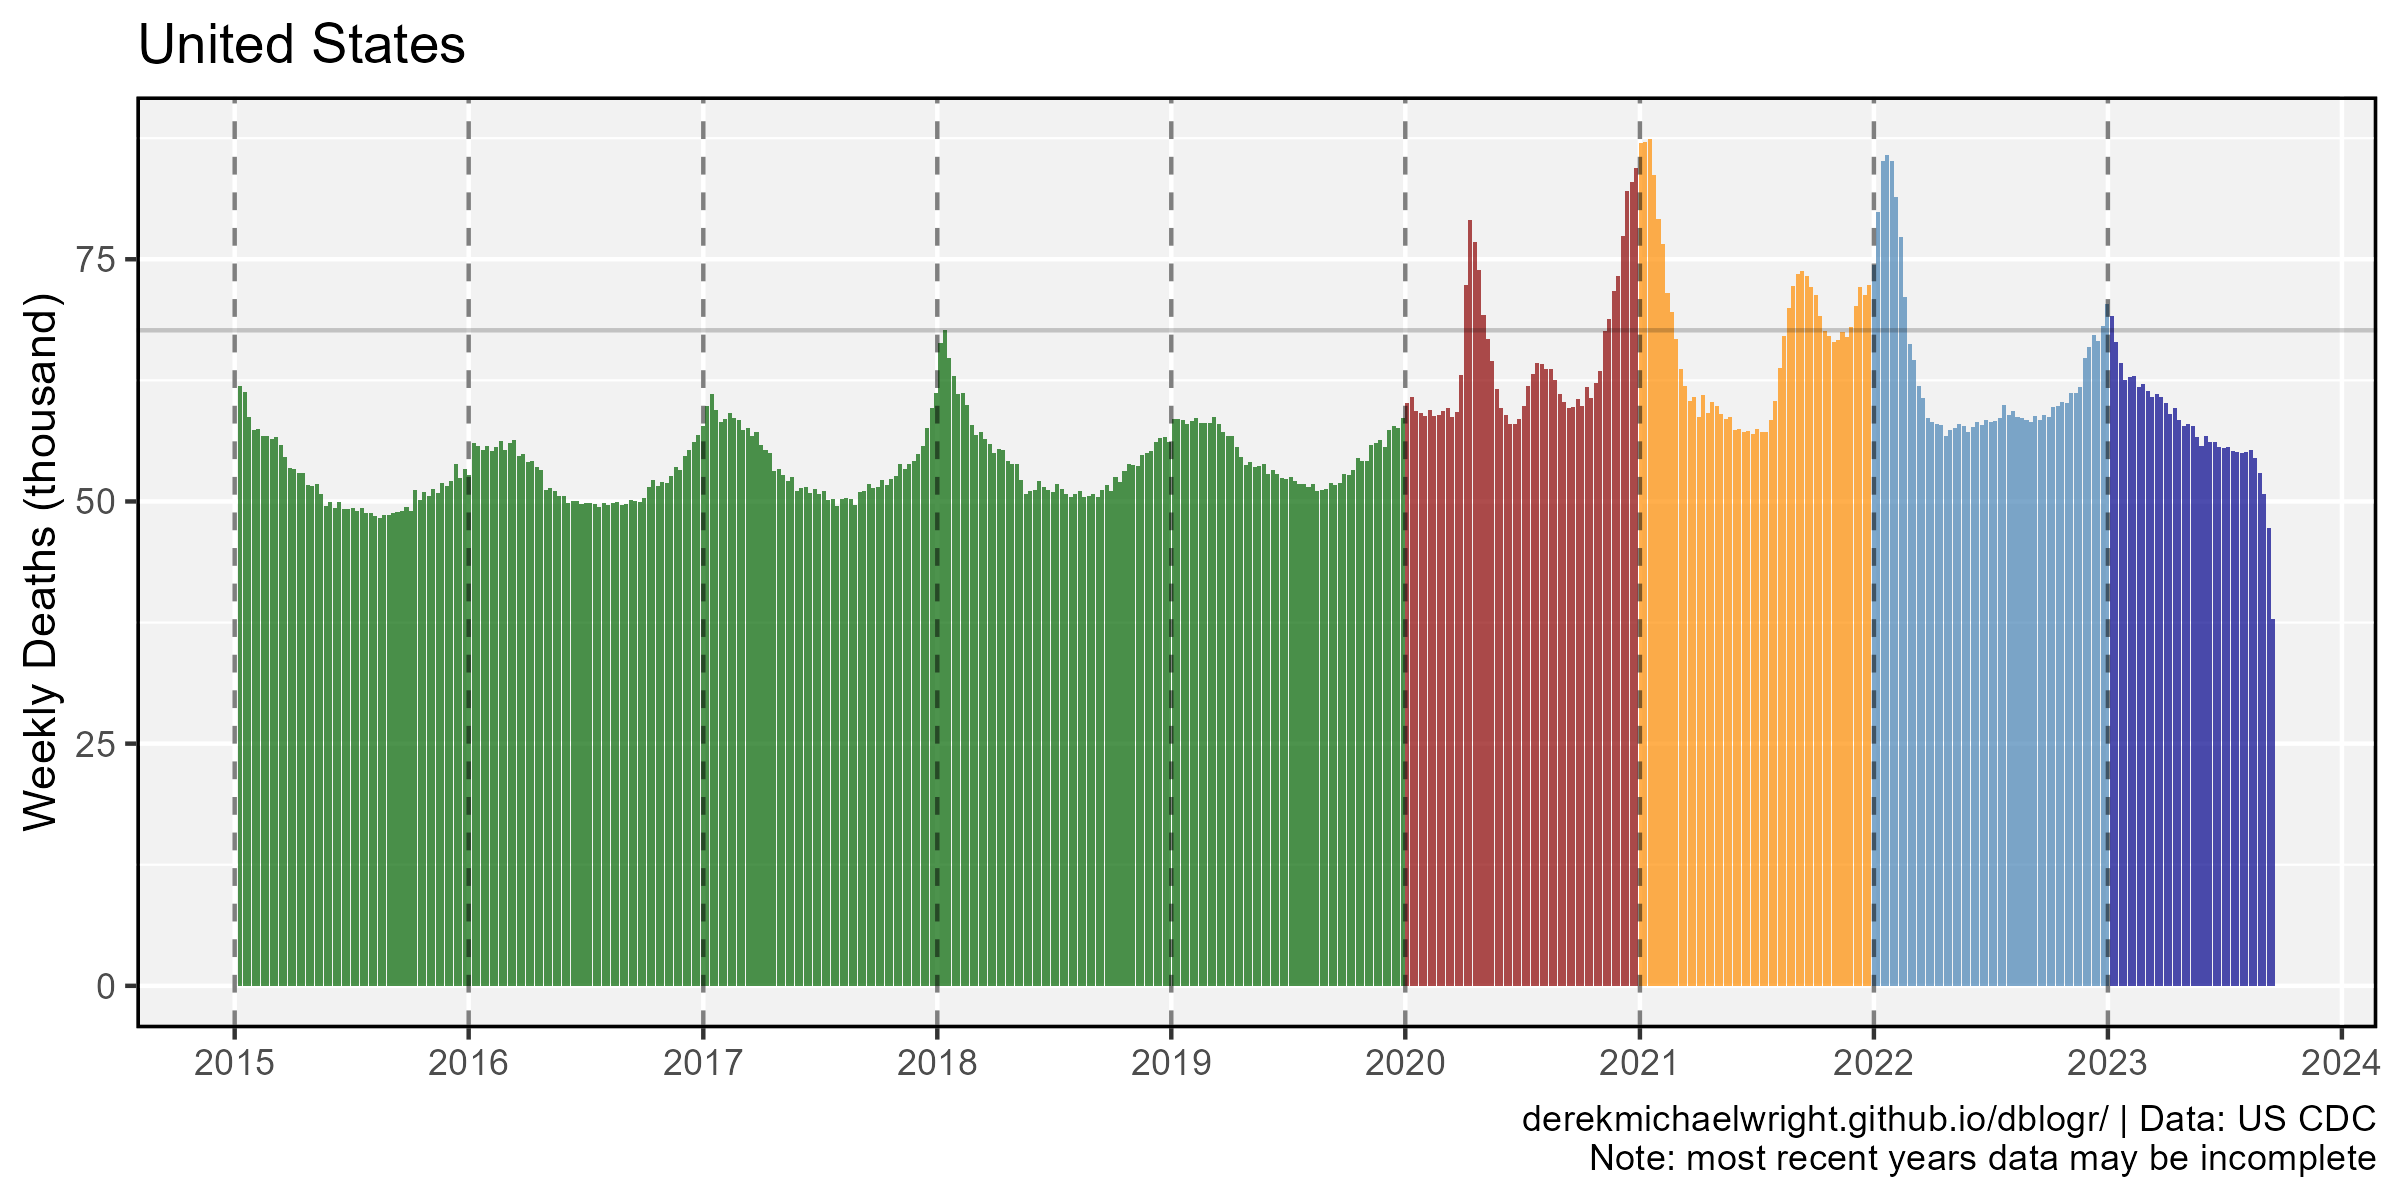 United States
Weekly Deaths (thousand)
75
50
25
0
2015 2016 2017 2018 2019 2020 2021 2022 2023 2024
derekmichaelwright.github.io/dblogr/ | Data: US CDC
Note: most recent years data may be incomplete